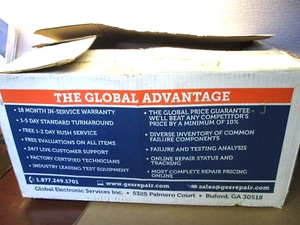 THE GLOBAL ADVANTAGE
• 18 MONTH IN-SERVICE WARRANTY
• 1-5 DAY STANDARD TURNAROUND
• FREE 1-2 DAY RUSH SERVICE
• FREE EVALUATIONS ON ALL ITEMS
• 24/7 LIVE CUSTOMER SUPPORT
• FACTORY CERTIFIED TECHNICIANS
• INDUSTRY LEADING TEST EQUIPMENT
• THE GLOBAL PRICE GUARANTEE -
WE'LL BEAT ANY COMPETITOR'S
PRICE BY A MINIMUM OF 10%
• DIVERSE INVENTORY OF COMMON
FAILURE COMPONENTS
• FAILURE AND TESTING ANALYSIS
• ONLINE REPAIR STATUS AND
TRACKING
• MOST COMPLETE REPAIR PRICING
ONLINE
1.877.249.1701 www.gesrepair.com sales@gesrepair.com
Global Electronic Services Inc. • 5325 Palmero Court • Buford, GA 30518